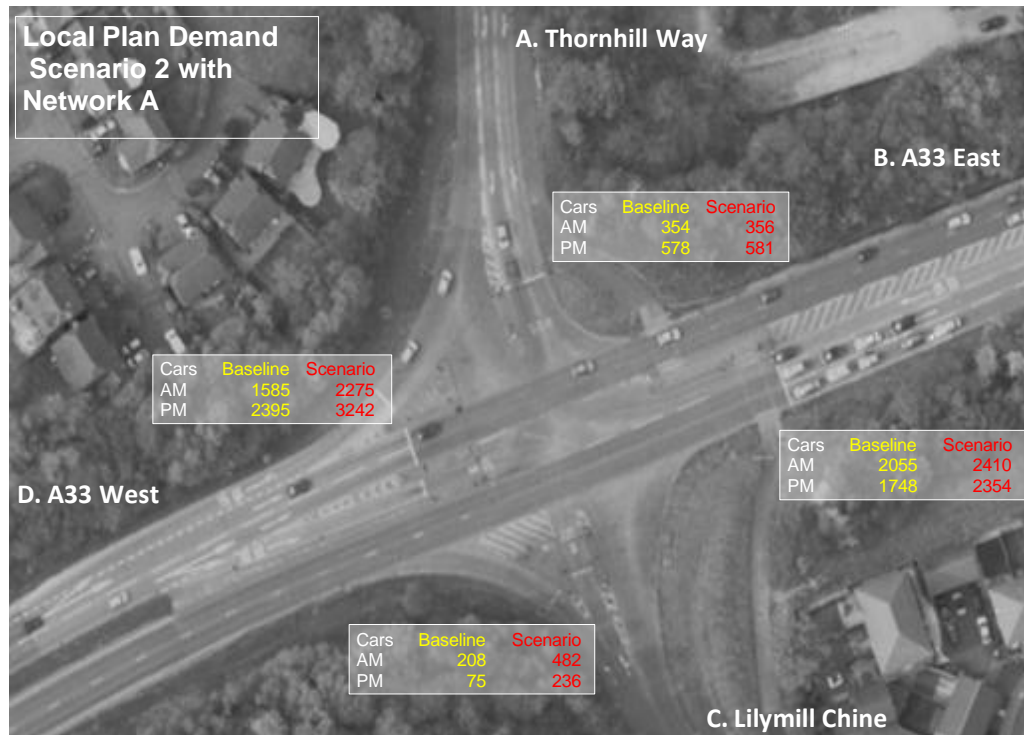 Local Plan Demand
Scenario 2 with
Network A
A. Thornhill Way
B. A33 East
Cars Baseline Scenario
AM 354 356
PM 578 581
Cars Baseline Scenario
AM 1585 2275
PM 2395 3242
Cars Baseline Scenario
AM 2055 2410
PM 1748 2354
D. A33 West
Cars Baseline Scenario
AM 208 482
PM 75 236
C. Lilymill Chine